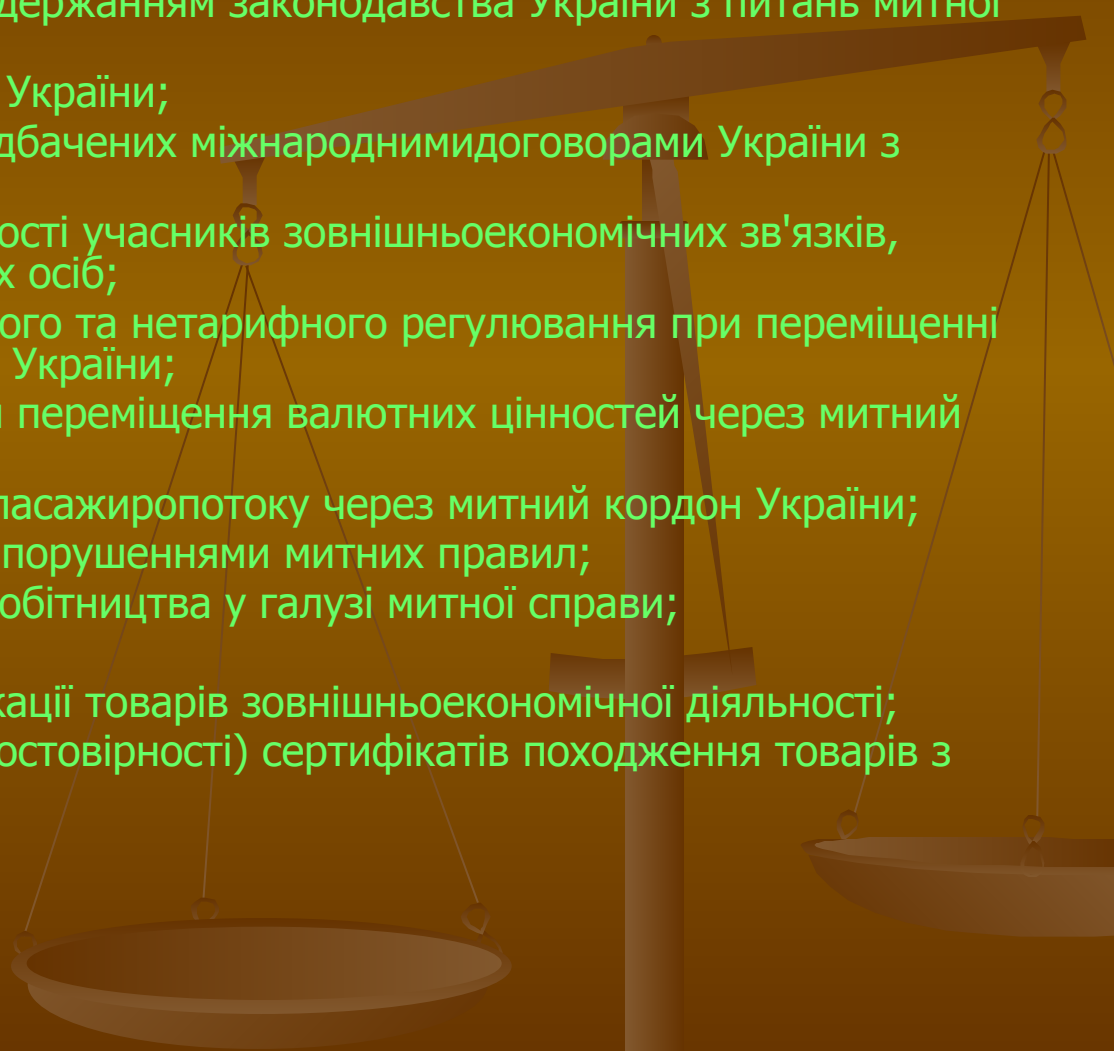 держанням законодавства України з питань митної
України;
дбачених міжнароднимидоговорами України з
ості учасників зовнішньоекономічних зв'язків,
х осіб;
ого та нетарифного регулювання при переміщенні
України;
переміщення валютних цінностей через митний
пасажиропотоку через митний кордон України;
порушеннями митних правил;
обітництва у галузі митної справи;
кації товарів зовнішньоекономічної діяльності;
остовірності) сертифікатів походження товарів з